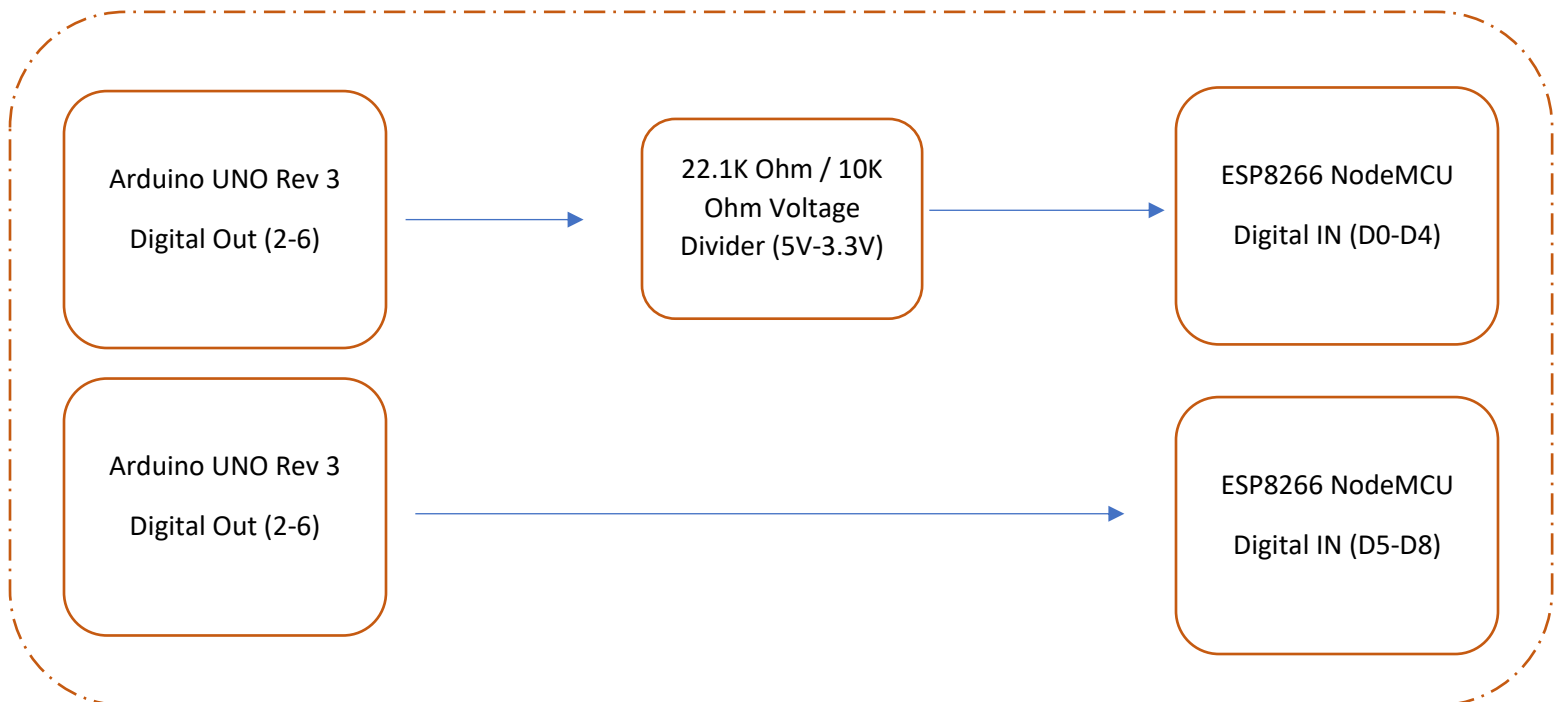 Arduino UNO Rev 3
Digital Out (2-6)
22.1K Ohm / 10K
Ohm Voltage
Divider (5V-3.3V)
ESP8266 NodeMCU
Digital IN (D0-D4)
Arduino UNO Rev 3
Digital Out (2-6)
ESP8266 NodeMCU
Digital IN (D5-D8)